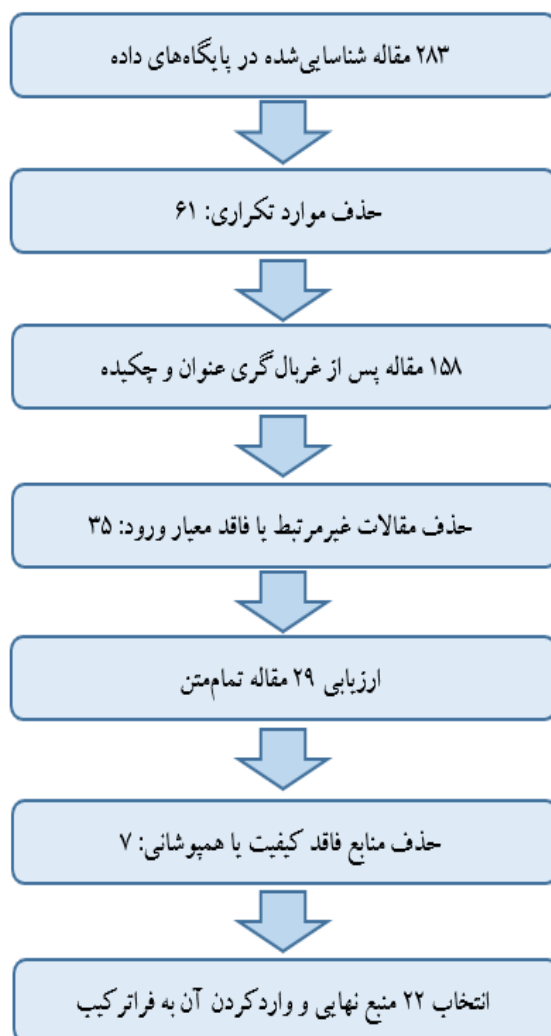 ۲۸۳ مقاله شناسایی‌شده در پایگاه‌های داده
حذف موارد تکراری: ۶۱
۱۵۸ مقاله پس از غربال‌گری عنوان و چکیده
حذف مقالات غیرمرتبط یا فاقد معیار ورود: ۳۵
ارزیابی ۲۹ مقاله تمام‌متن
حذف منابع فاقد کیفیت یا همپوشانی: ۷
انتخاب ۲۲ منبع نهایی و واردکردن آن به فراترکیب